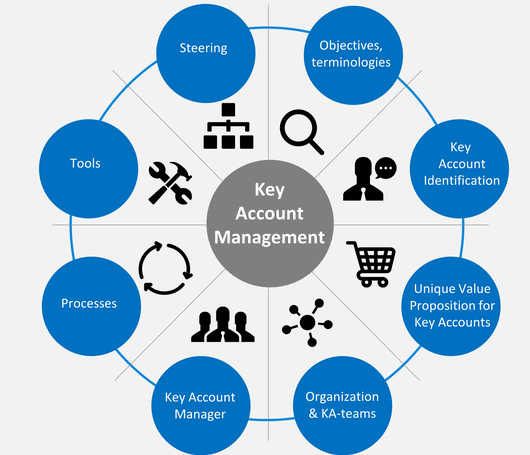 Steering
Objectives,
terminologies
Key
Account
Identification
Unique Value
Proposition for
Key Accounts
Organization
& KA-teams
Key Account
Manager
Processes
Tools
Key
Account
Management